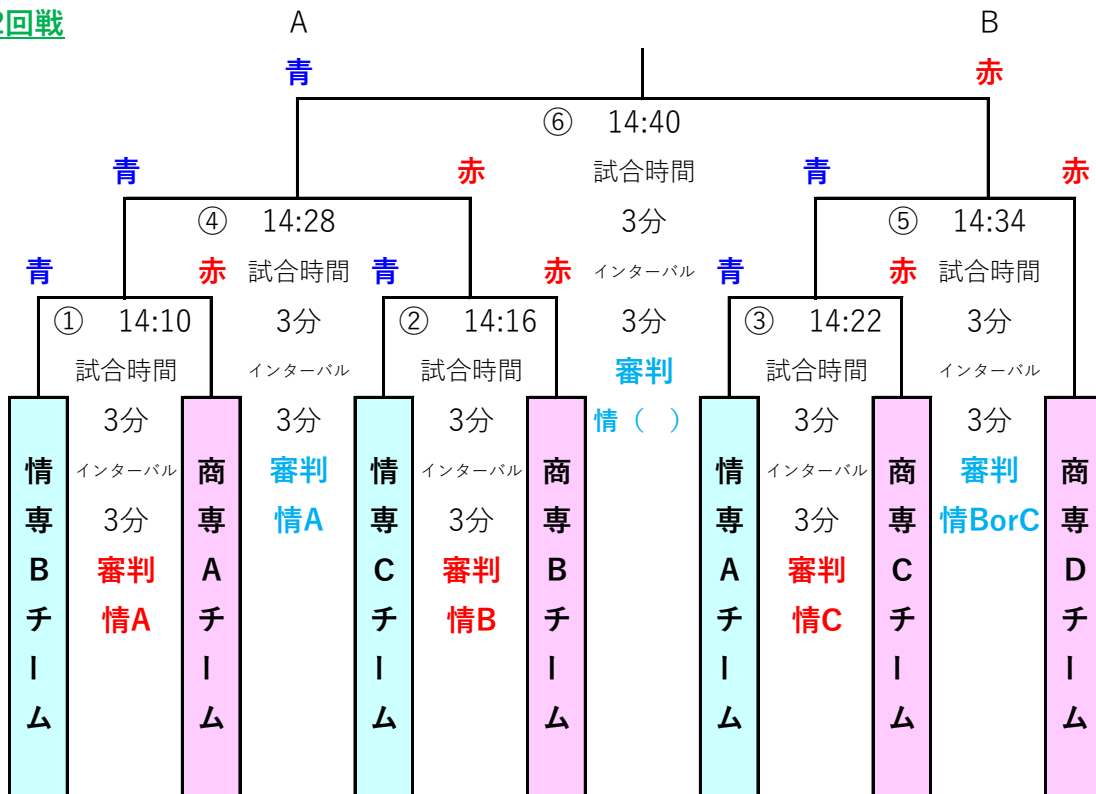 2回戦
A B
青 赤
⑥ 14:40
青 赤 試合時間 青 赤
④ 14:28 3分 ⑤ 14:34
青 赤 試合時間 青 赤 インターバル 青 赤 試合時間
① 14:10 3分 ② 14:16 3分 ③ 14:22 3分
試合時間 インターバル 試合時間 審判 試合時間 インターバル
3分 3分 3分 情（　） 3分 3分
インターバル 審判 インターバル インターバル 審判
3分 情A 3分 3分 情BorC
審判 審判 審判
情A 情B 情C
情専Bチーム
商専Aチーム
情専Cチーム
商専Bチーム
情専Aチーム
商専Cチーム
商専Dチーム